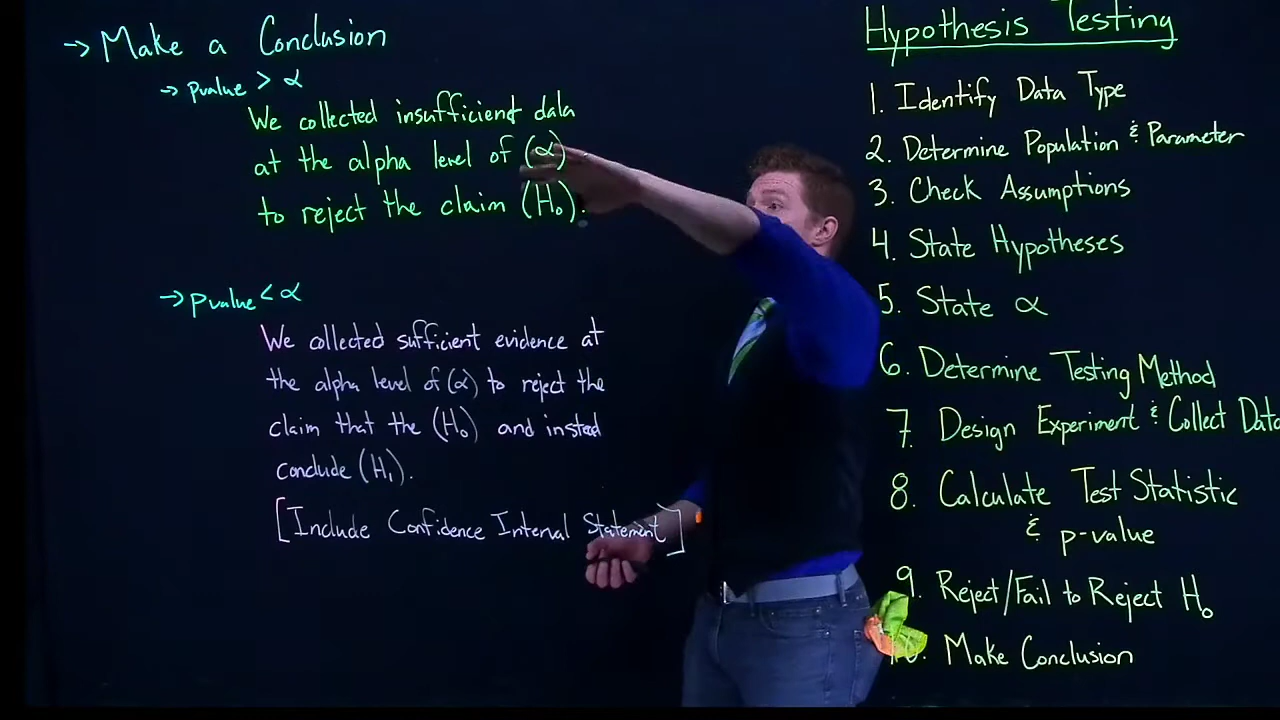 → Make a Conclusion
→ pvalue > α
We collected insufficient data
at the alpha level of (α)
to reject the claim (H₀).
→ pvalue < α
We collected sufficient evidence at
the alpha level of (α) to reject the
claim that the (H₀) and instead
conclude (H₁).
[Include Confidence Interval Statement]
Hypothesis Testing
1. Identify Data Type
2. Determine Population & Parameter
3. Check Assumptions
4. State Hypotheses
5. State α
6. Determine Testing Method
7. Design Experiment & Collect Data
8. Calculate Test Statistic
& p-value
9. Reject/Fail to Reject H₀
10. Make Conclusion